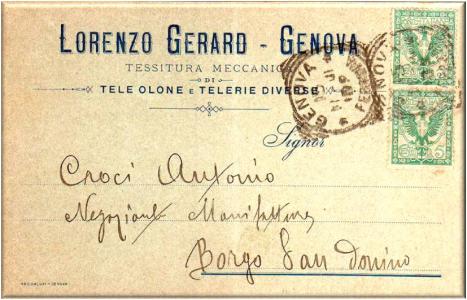 LORENZO GERARD - GENOVA
TESSITURA MECCANICA
DI
TELE OLONE E TELERIE DIVERSE
GENOVA
Signor
Croci Antonio
Negoziante Manifatture
Borgo San Donino